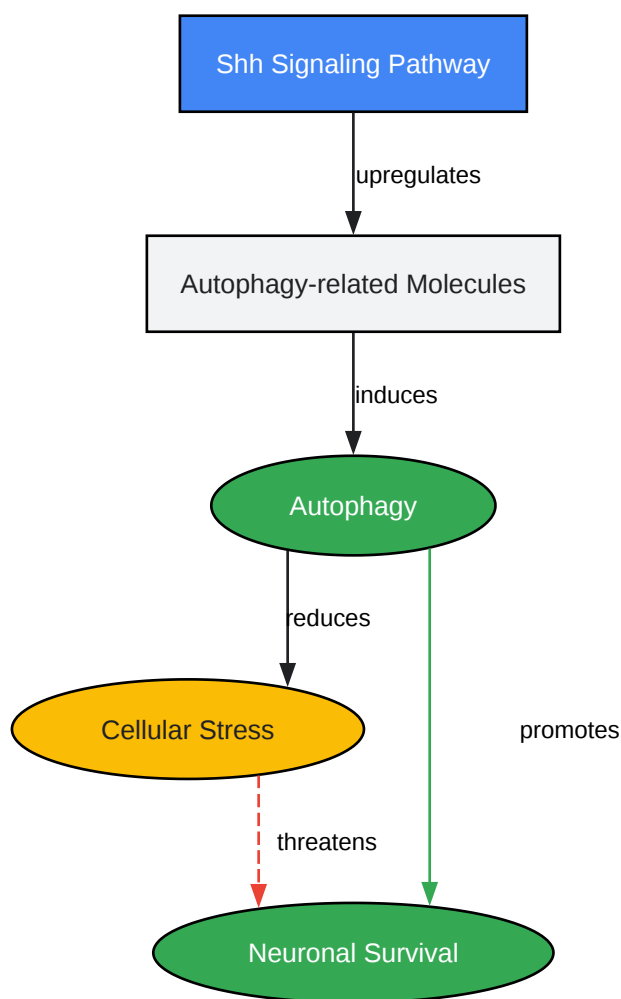 Shh Signaling Pathway
upregulates
Autophagy-related Molecules
induces
Autophagy
reduces
Cellular Stress
promotes
threatens
Neuronal Survival